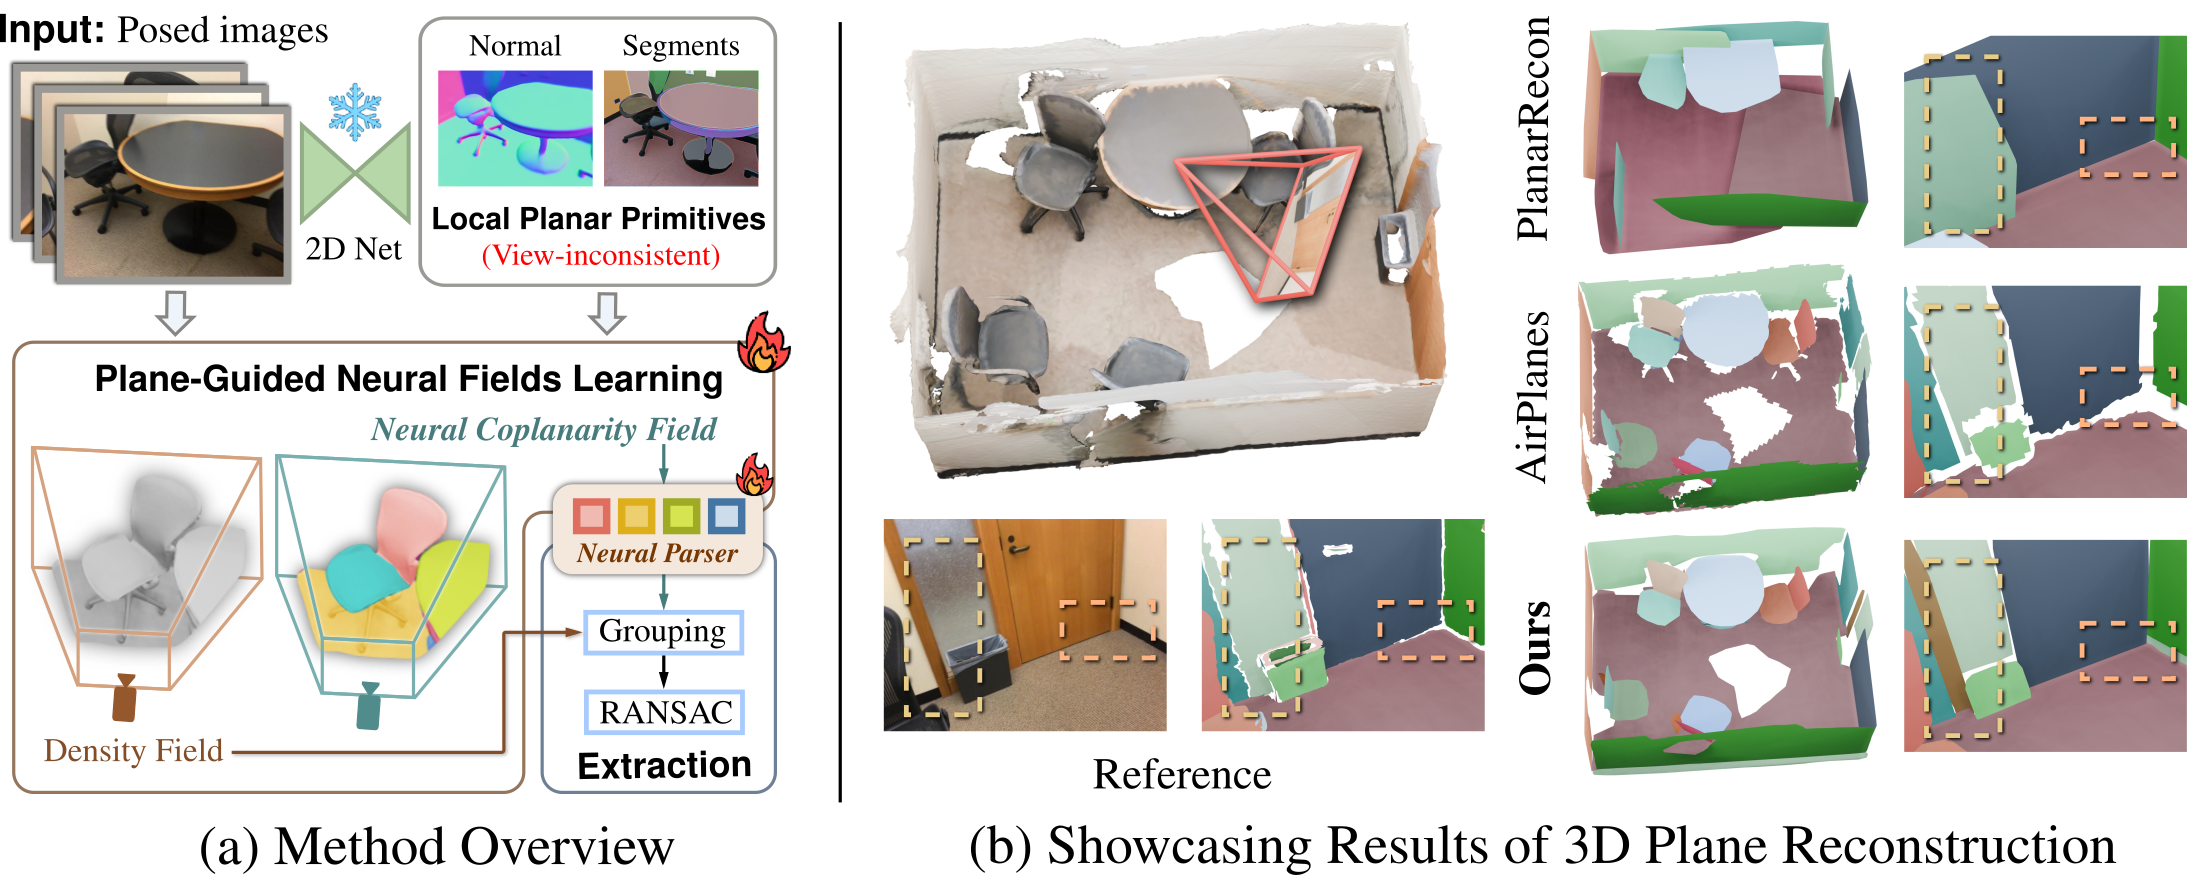 Input: Posed images
Normal
Segments
2D Net
Local Planar Primitives
(View-inconsistent)
Plane-Guided Neural Fields Learning
Neural Coplanarity Field
Neural Parser
Grouping
RANSAC
Density Field
Extraction
(a) Method Overview
Reference
PlanarRecon
AirPlanes
Ours
(b) Showcasing Results of 3D Plane Reconstruction